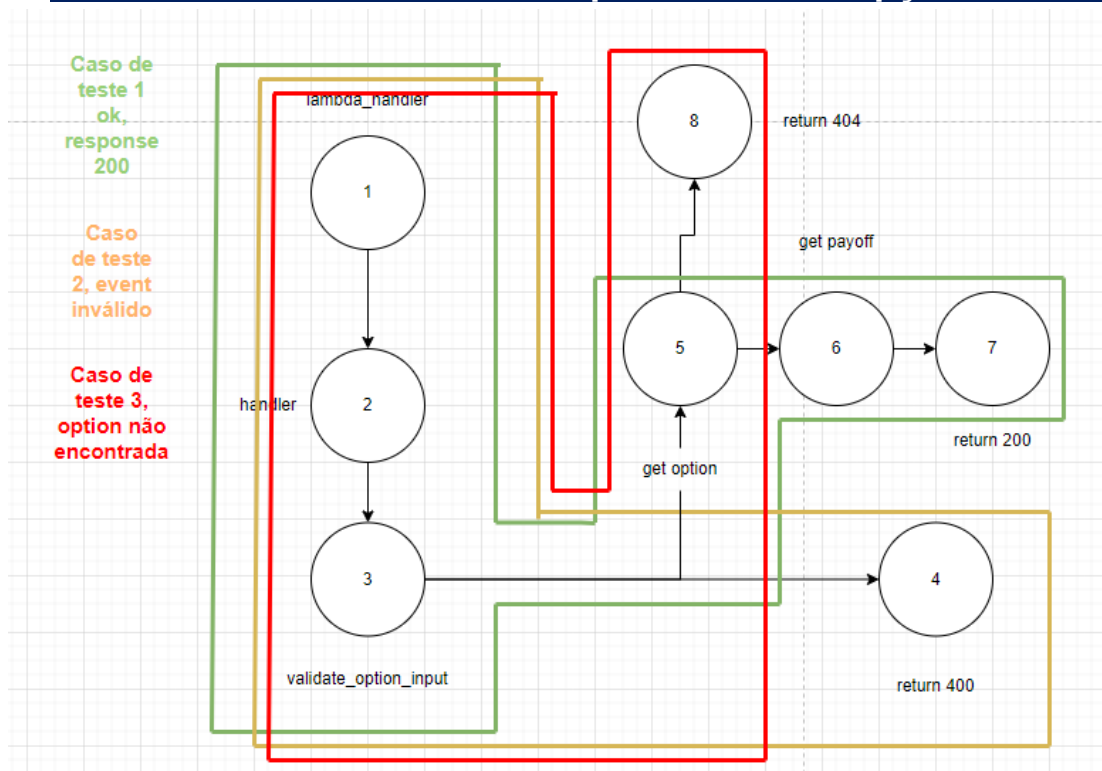 Caso de
teste 1
ok,
response
200
Caso
de teste
2, event
inválido
Caso de
teste 3,
option não
encontrada
lambda_handler
1
handler
2
3
validate_option_input
8
return 404
get payoff
5
6
7
return 200
get option
4
return 400